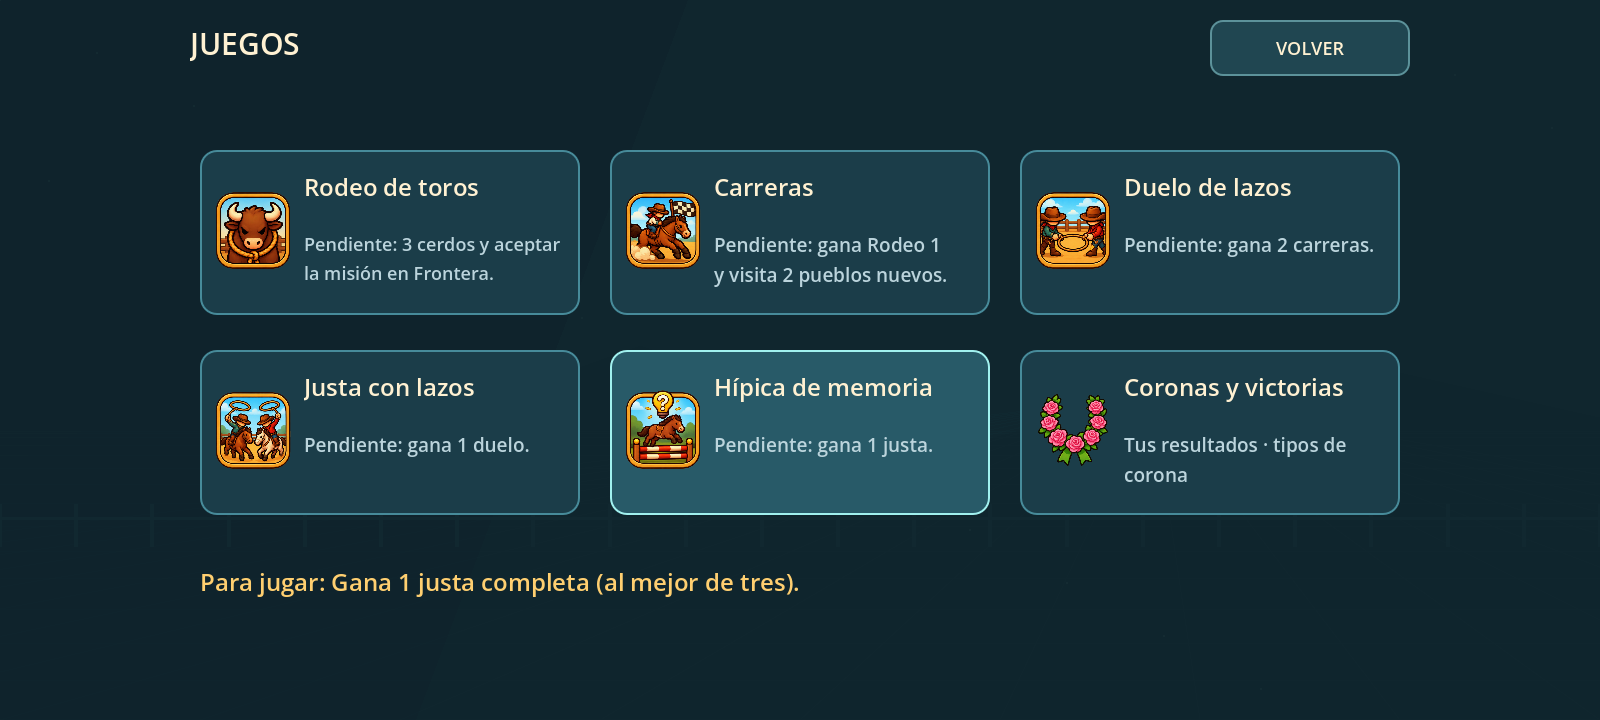 JUEGOS
VOLVER
Rodeo de toros
Pendiente: 3 cerdos y aceptar
la misión en Frontera.
Carreras
Pendiente: gana Rodeo 1
y visita 2 pueblos nuevos.
Duelo de lazos
Pendiente: gana 2 carreras.
Justa con lazos
Pendiente: gana 1 duelo.
?
Hípica de memoria
Pendiente: gana 1 justa.
Coronas y victorias
Tus resultados · tipos de
corona
Para jugar: Gana 1 justa completa (al mejor de tres).